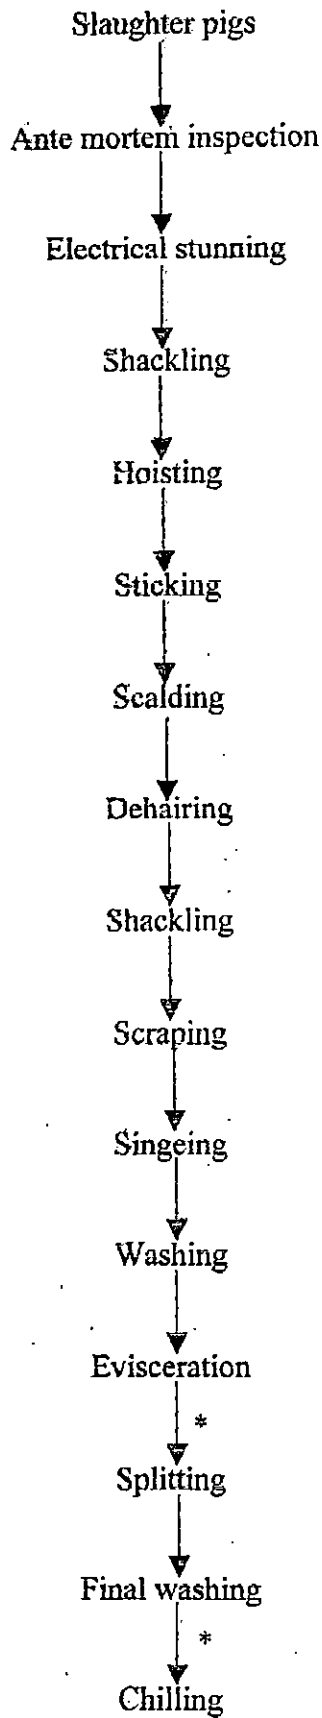 Slaughter pigs
Ante mortem inspection
Electrical stunning
Shackling
Hoisting
Sticking
Scalding
Dehairing
Shackling
Scraping
Singeing
Washing
Evisceration
*
Splitting
Final washing
*
Chilling